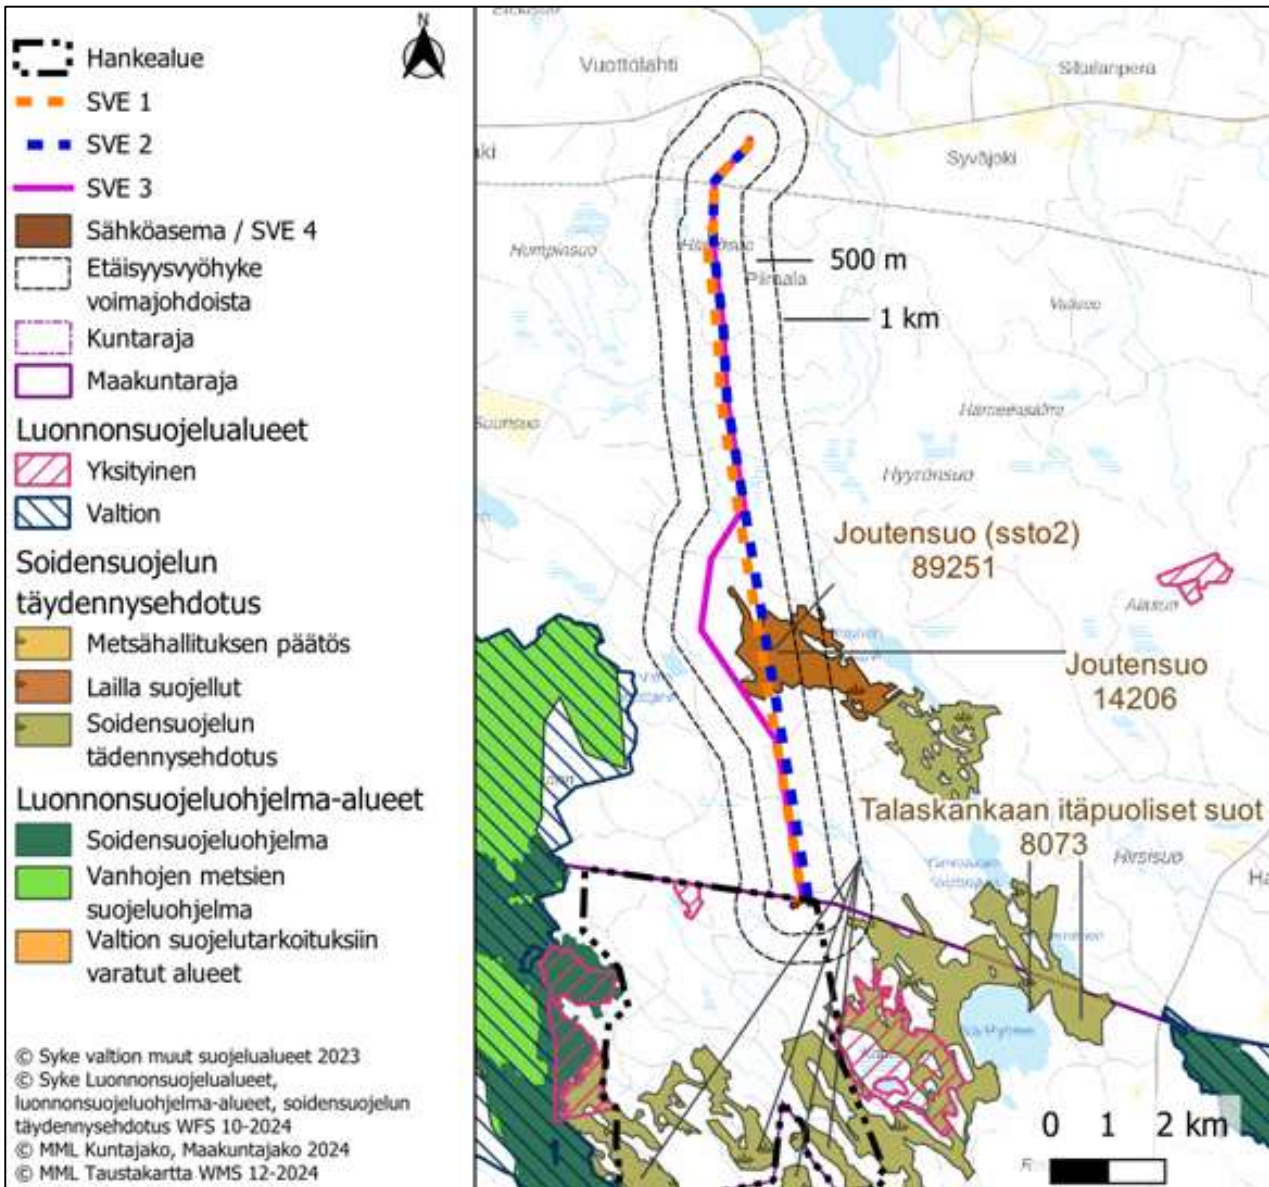 N
Hankealue
SVE 1
SVE 2
SVE 3
Sähköasema / SVE 4
Etäisyysvyöhyke
voimajohdoista
Kuntaraja
Maakuntaraja
Luonnonsuojelualueet
Yksityinen
Valtion
Soidensuojelun
täydennysehdotus
Metsähallituksen päätös
Lailla suojellut
Soidensuojelun
tädennysehdotus
Luonnonsuojeluohjelma-alueet
Soidensuojeluohjelma
Vanhojen metsien
suojeluohjelma
Valtion suojelutarkoituksiin
varatut alueet
© Syke valtion muut suojelualueet 2023
© Syke Luonnonsuojelualueet,
luonnonsuojeluohjelma-alueet, soidensuojelun
täydennysehdotus WFS 10-2024
© MML Kuntajako, Maakuntajako 2024
© MML Taustakartta WMS 12-2024
Vuottolahti
Syväjoki
500 m
Piiraala
1 km
Hyyrönsuo
Joutensuo (ssto2)
89251
Alasuo
Joutensuo
14206
Talaskankaan itäpuoliset suot
8073
Hirsisuo
0 1 2 km